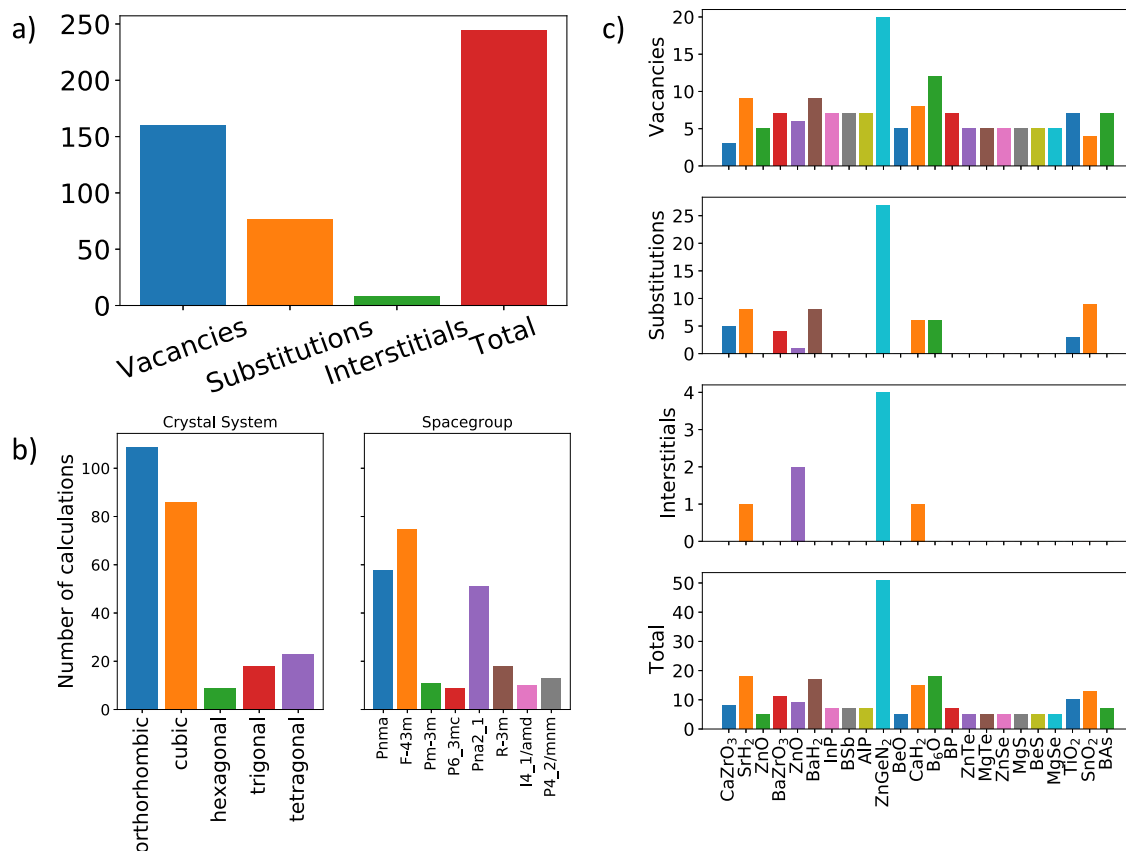 a)
250
200
150
100
50
0
Vacancies
Substitutions
Interstitials
Total
b)
Crystal System
Number of calculations
100
80
60
40
20
0
orthorhombic
cubic
hexagonal
trigonal
tetragonal
Spacegroup
Pnma
F-43m
Pm-3m
P6_3mc
Pna2_1
R-3m
I4_1/amd
P4_2/mnm
c)
Vacancies
20
15
10
5
0
Substitutions
25
20
15
10
5
0
Interstitials
4
3
2
1
0
Total
50
40
30
20
10
0
CaZrO₃
SrH₂
ZnO
BaZrO₃
ZnO
BaH₂
InP
BSb
AlP
ZnGeN₂
BeO
CaH₂
B₆O
BP
ZnTe
MgTe
ZnSe
MgS
BeS
MgSe
TiO₂
SnO₂
BAs